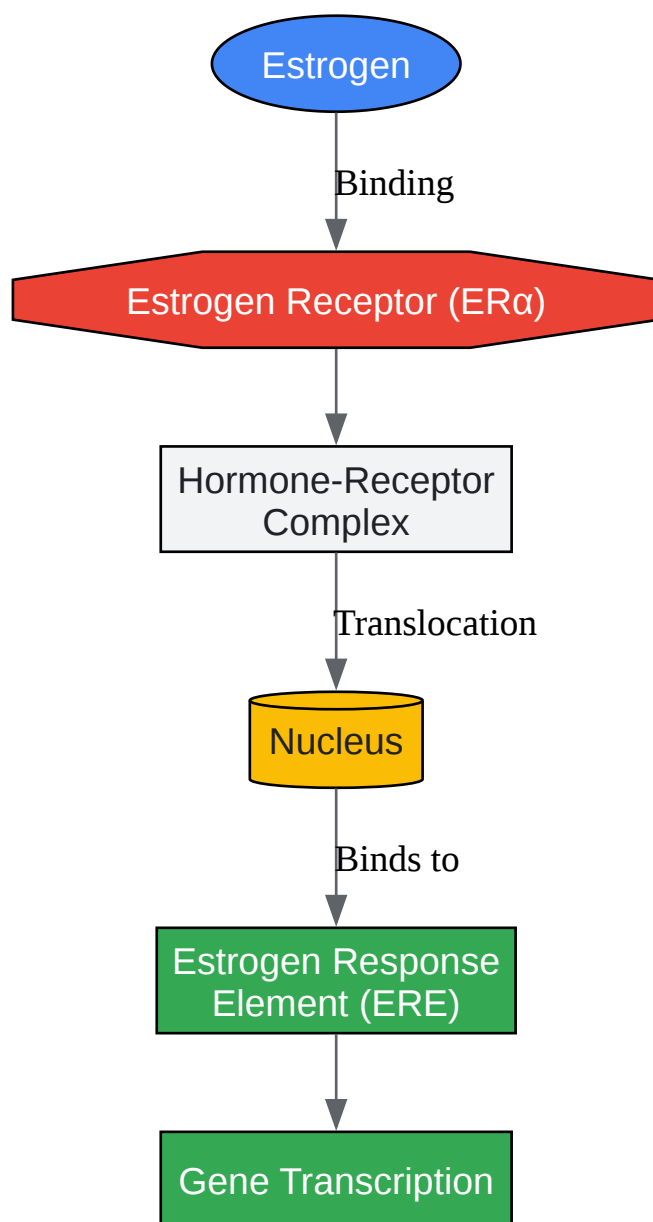 Estrogen
Binding
Estrogen Receptor (ERα)
Hormone-Receptor
Complex
Translocation
Nucleus
Binds to
Estrogen Response
Element (ERE)
Gene Transcription